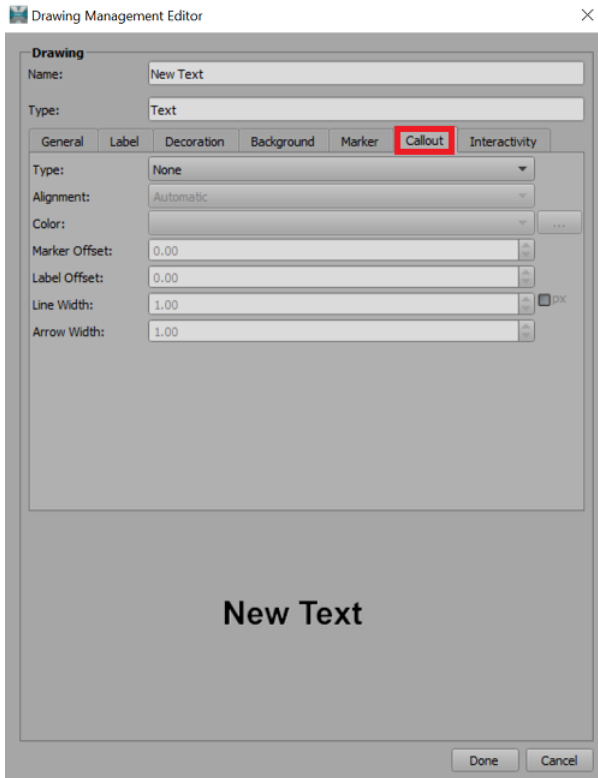 Drawing Management Editor
Drawing
Name: New Text
Type: Text
General Label Decoration Background Marker Callout Interactivity
Type: None
Alignment: Automatic
Color: ...
Marker Offset: 0.00
Label Offset: 0.00
Line Width: 1.00 px
Arrow Width: 1.00
New Text
Done Cancel